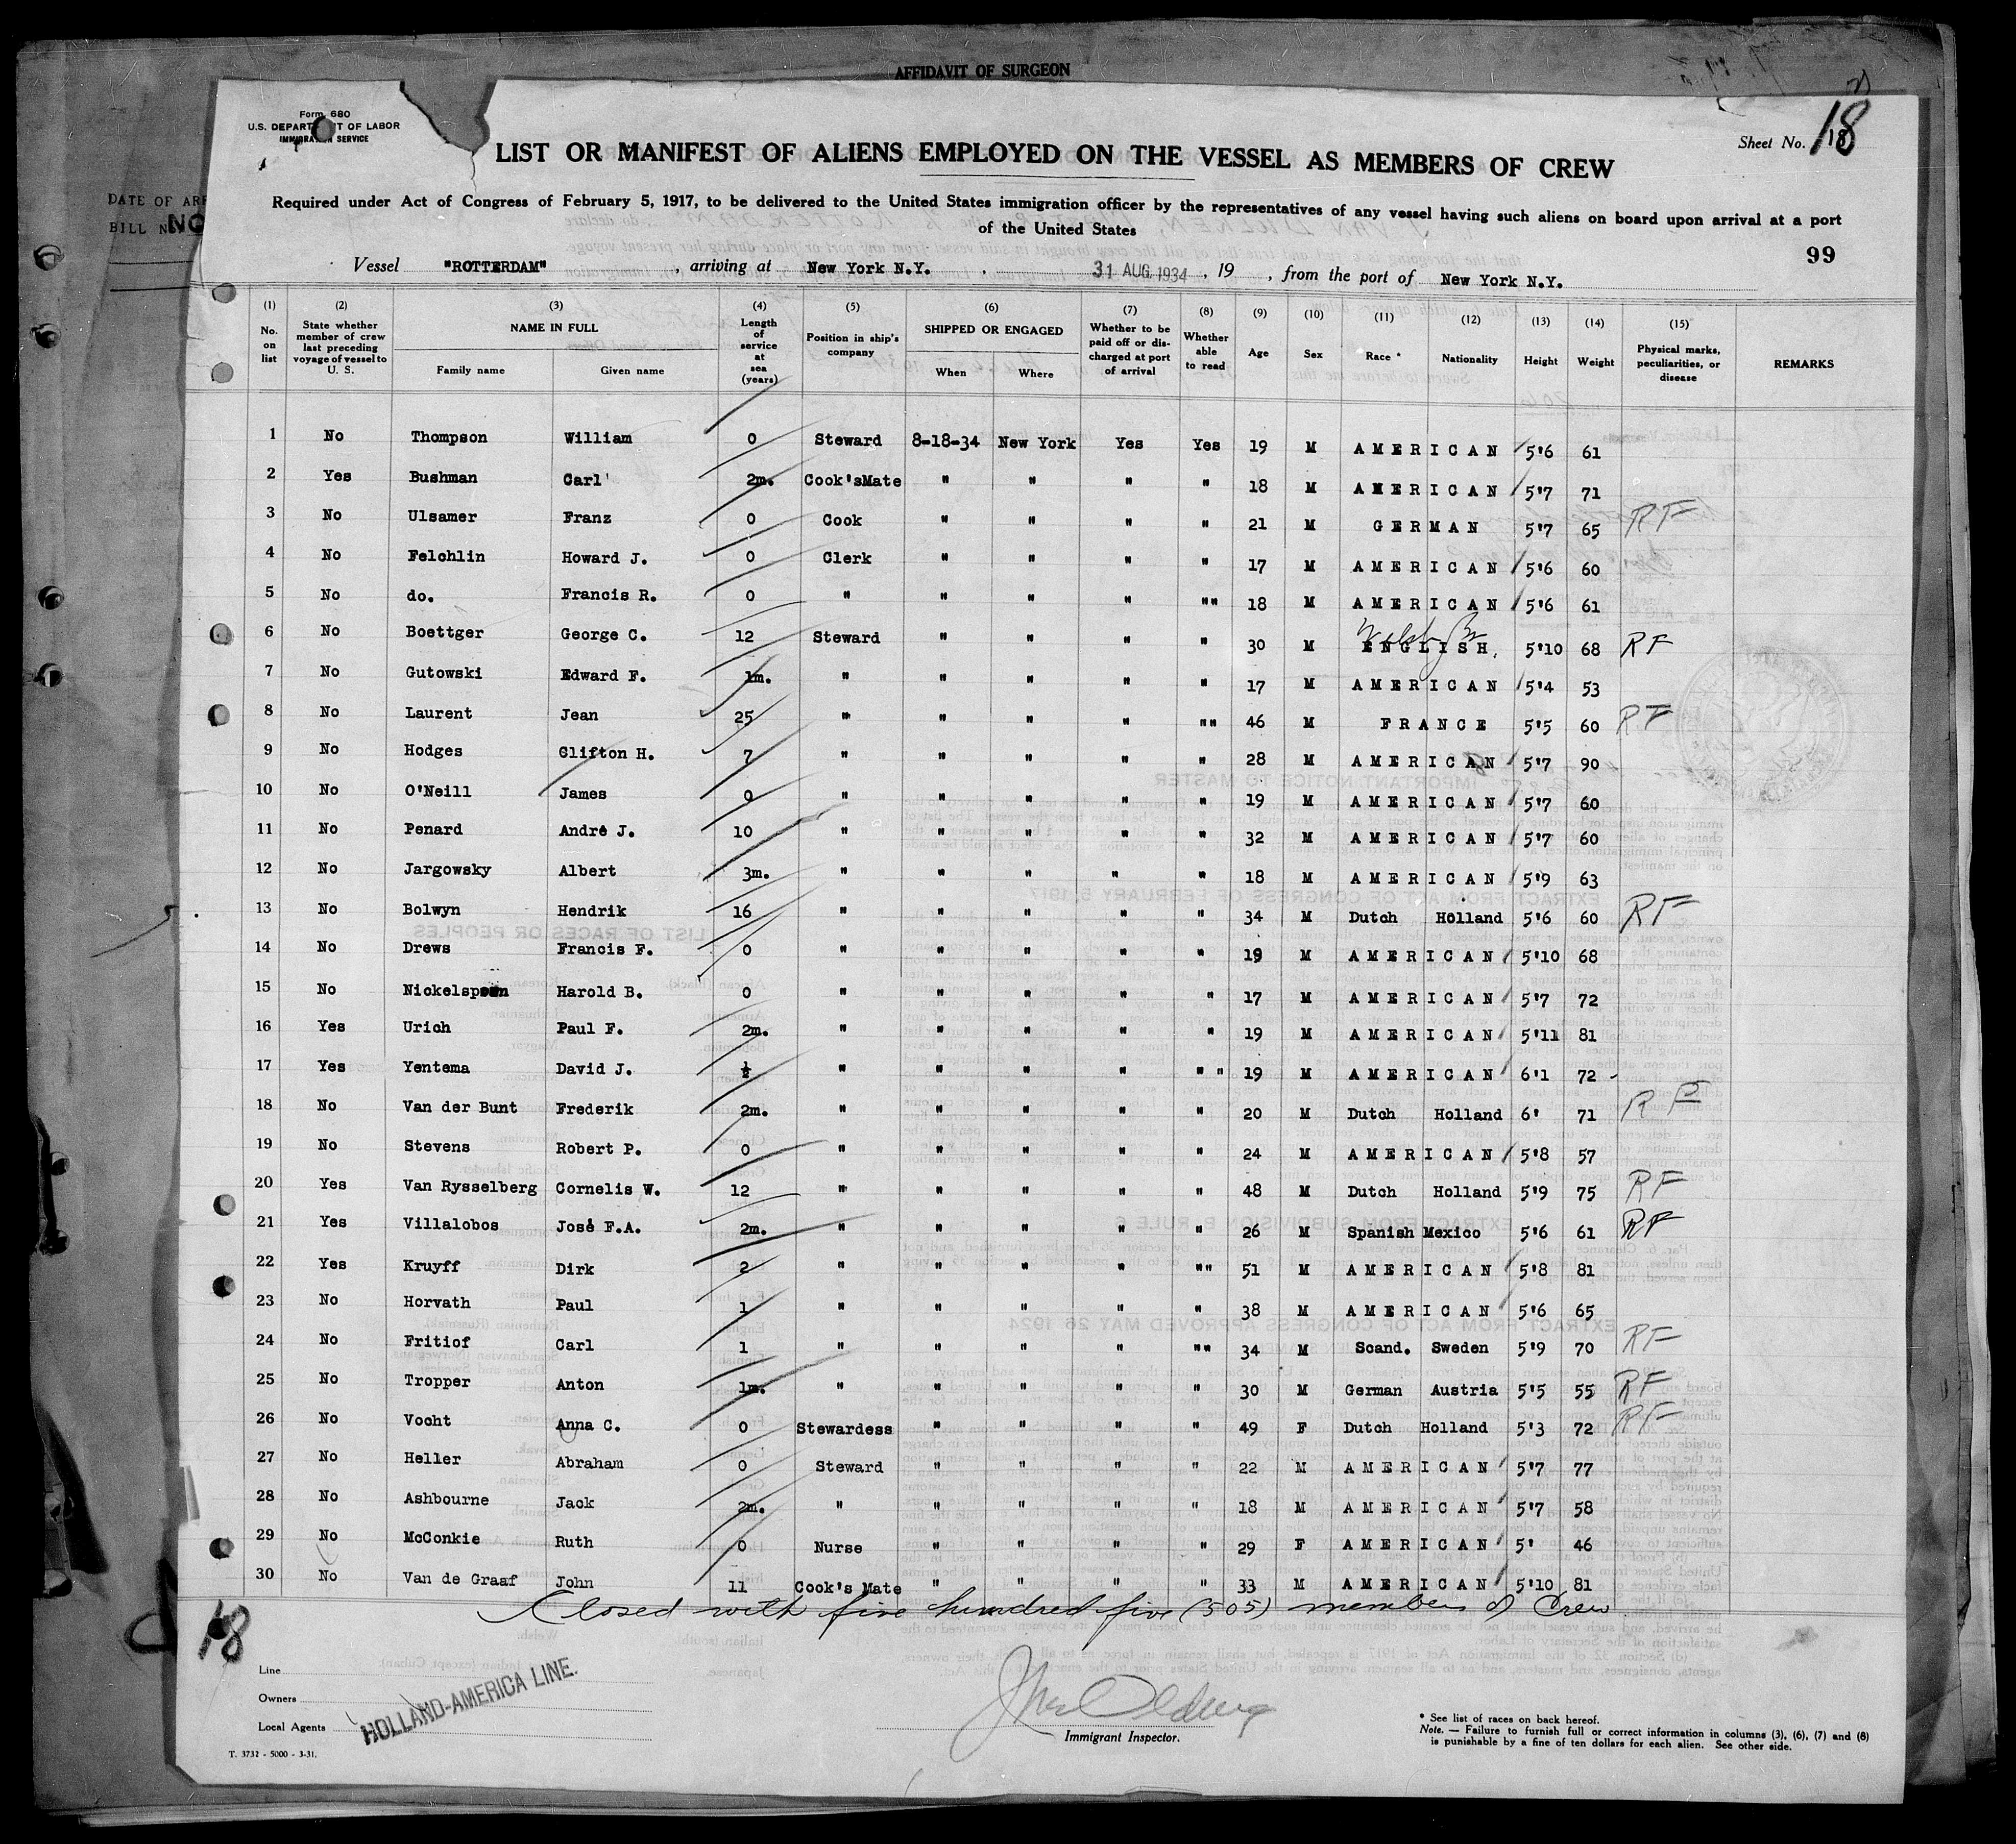 AFFIDAVIT OF SURGEON
Form 680
U.S. DEPARTMENT OF LABOR
IMMIGRATION SERVICE
Sheet No. 18
LIST OR MANIFEST OF ALIENS EMPLOYED ON THE VESSEL AS MEMBERS OF CREW
Required under Act of Congress of February 5, 1917, to be delivered to the United States immigration officer by the representatives of any vessel having such aliens on board upon arrival at a port
of the United States
DATE OF
BILL
99
Vessel "ROTTERDAM", arriving at New York N.Y., 31 AUG 1934, 19 , from the port of New York N.Y.
(1) (2) (3) (4) (5) (6) (7) (8) (9) (10) (11) (12) (13) (14) (15)
No. on list | State whether member of crew last preceding voyage of vessel to U. S. | NAME IN FULL Family name Given name | Length of service at sea (years) | Position in ship's company | SHIPPED OR ENGAGED When Where | Whether to be paid off or discharged at port of arrival | Whether able to read | Age | Sex | Race * | Nationality | Height | Weight | Physical marks, peculiarities, or disease | REMARKS
1 No Thompson William 0 Steward 8-18-34 New York Yes Yes 19 M AMERICAN 5'6 61
2 Yes Bushman Carl 2m. Cook'sMate " " " " 18 M AMERICAN 5'7 71
3 No Ulsamer Franz 0 Cook " " " " 21 M GERMAN 5'7 65 RF
4 No Felchlin Howard J. 0 Clerk " " " " 17 M AMERICAN 5'6 60
5 No do. Francis R. 0 " " " " "" 18 M AMERICAN 5'6 61
6 No Boettger George C. 12 Steward " " " " 30 M ENGLISH, 5'10 68 RF
7 No Gutowski Edward F. 1m. " " " " " 17 M AMERICAN 5'4 53
8 No Laurent Jean 25 " " " " "" 46 M FRANCE 5'5 60 RF
9 No Hodges Clifton H. 7 " " " " " 28 M AMERICAN 5'7 90
10 No O'Neill James 0 " " " " " 19 M AMERICAN 5'7 60
11 No Penard André J. 10 " " " " " 32 M AMERICAN 5'7 60
12 No Jargowsky Albert 3m. " " " " " 18 M AMERICAN 5'9 63
13 No Bolwyn Hendrik 16 " " " " " 34 M Dutch Holland 5'6 60 RF
14 No Drews Francis F. 0 " " " " " 19 M AMERICAN 5'10 68
15 No Harold B. 0 " " " " " 17 M AMERICAN 5'7 72
16 Yes Urich Paul F. 2m. " " " " " 19 M AMERICAN 5'11 81
17 Yes Yentema David J. ½ " " " " " " 19 M AMERICAN 6'1 72
18 No Van der Bunt Frederik 2m. " " " " " 20 M Dutch Holland 6' 71 RF
19 No Stevens Robert P. 0 " " " " " 24 M AMERICAN 5'8 57
20 Yes Van Rysselberg Cornelis W. 12 " " " " " 48 M Dutch Holland 5'9 75 RF
21 Yes Villalobos José F.A. 2m. " " " " " 26 M Spanish Mexico 5'6 61 RF
22 Yes Kruyff Dirk 2 " " " " "" 51 M AMERICAN 5'8 81
23 No Horvath Paul 1 " " " " " 38 M AMERICAN 5'6 65
24 No Fritiof Carl 1 " " " " "" 34 M Scand. Sweden 5'9 70 RF
25 No Tropper Anton 1m. " " " " " 30 M German Austria 5'5 55 RF
26 No Vocht Anna C. 0 Stewardess " " " " 49 F Dutch Holland 5'3 72 RF
27 No Heller Abraham 0 Steward " " " " 22 M AMERICAN 5'7 77
28 No Ashbourne Jack 2m. " " " " " 18 M AMERICAN 5'7 58
29 No McConkie Ruth 0 Nurse " " " " 29 F AMERICAN 5' 46
30 No Van de Graaf John 11 Cook's Mate " " " " 33 M AMERICAN 5'10 81
Closed with five hundred five (505) members of Crew
18
Line
Owners
Local Agents
HOLLAND-AMERICA LINE.
Immigrant Inspector.
T. 3732 - 5000 - 3-31.
* See list of races on back hereof.
Note. — Failure to furnish full or correct information in columns (3), (6), (7) and (8)
is punishable by a fine of ten dollars for each alien. See other side.